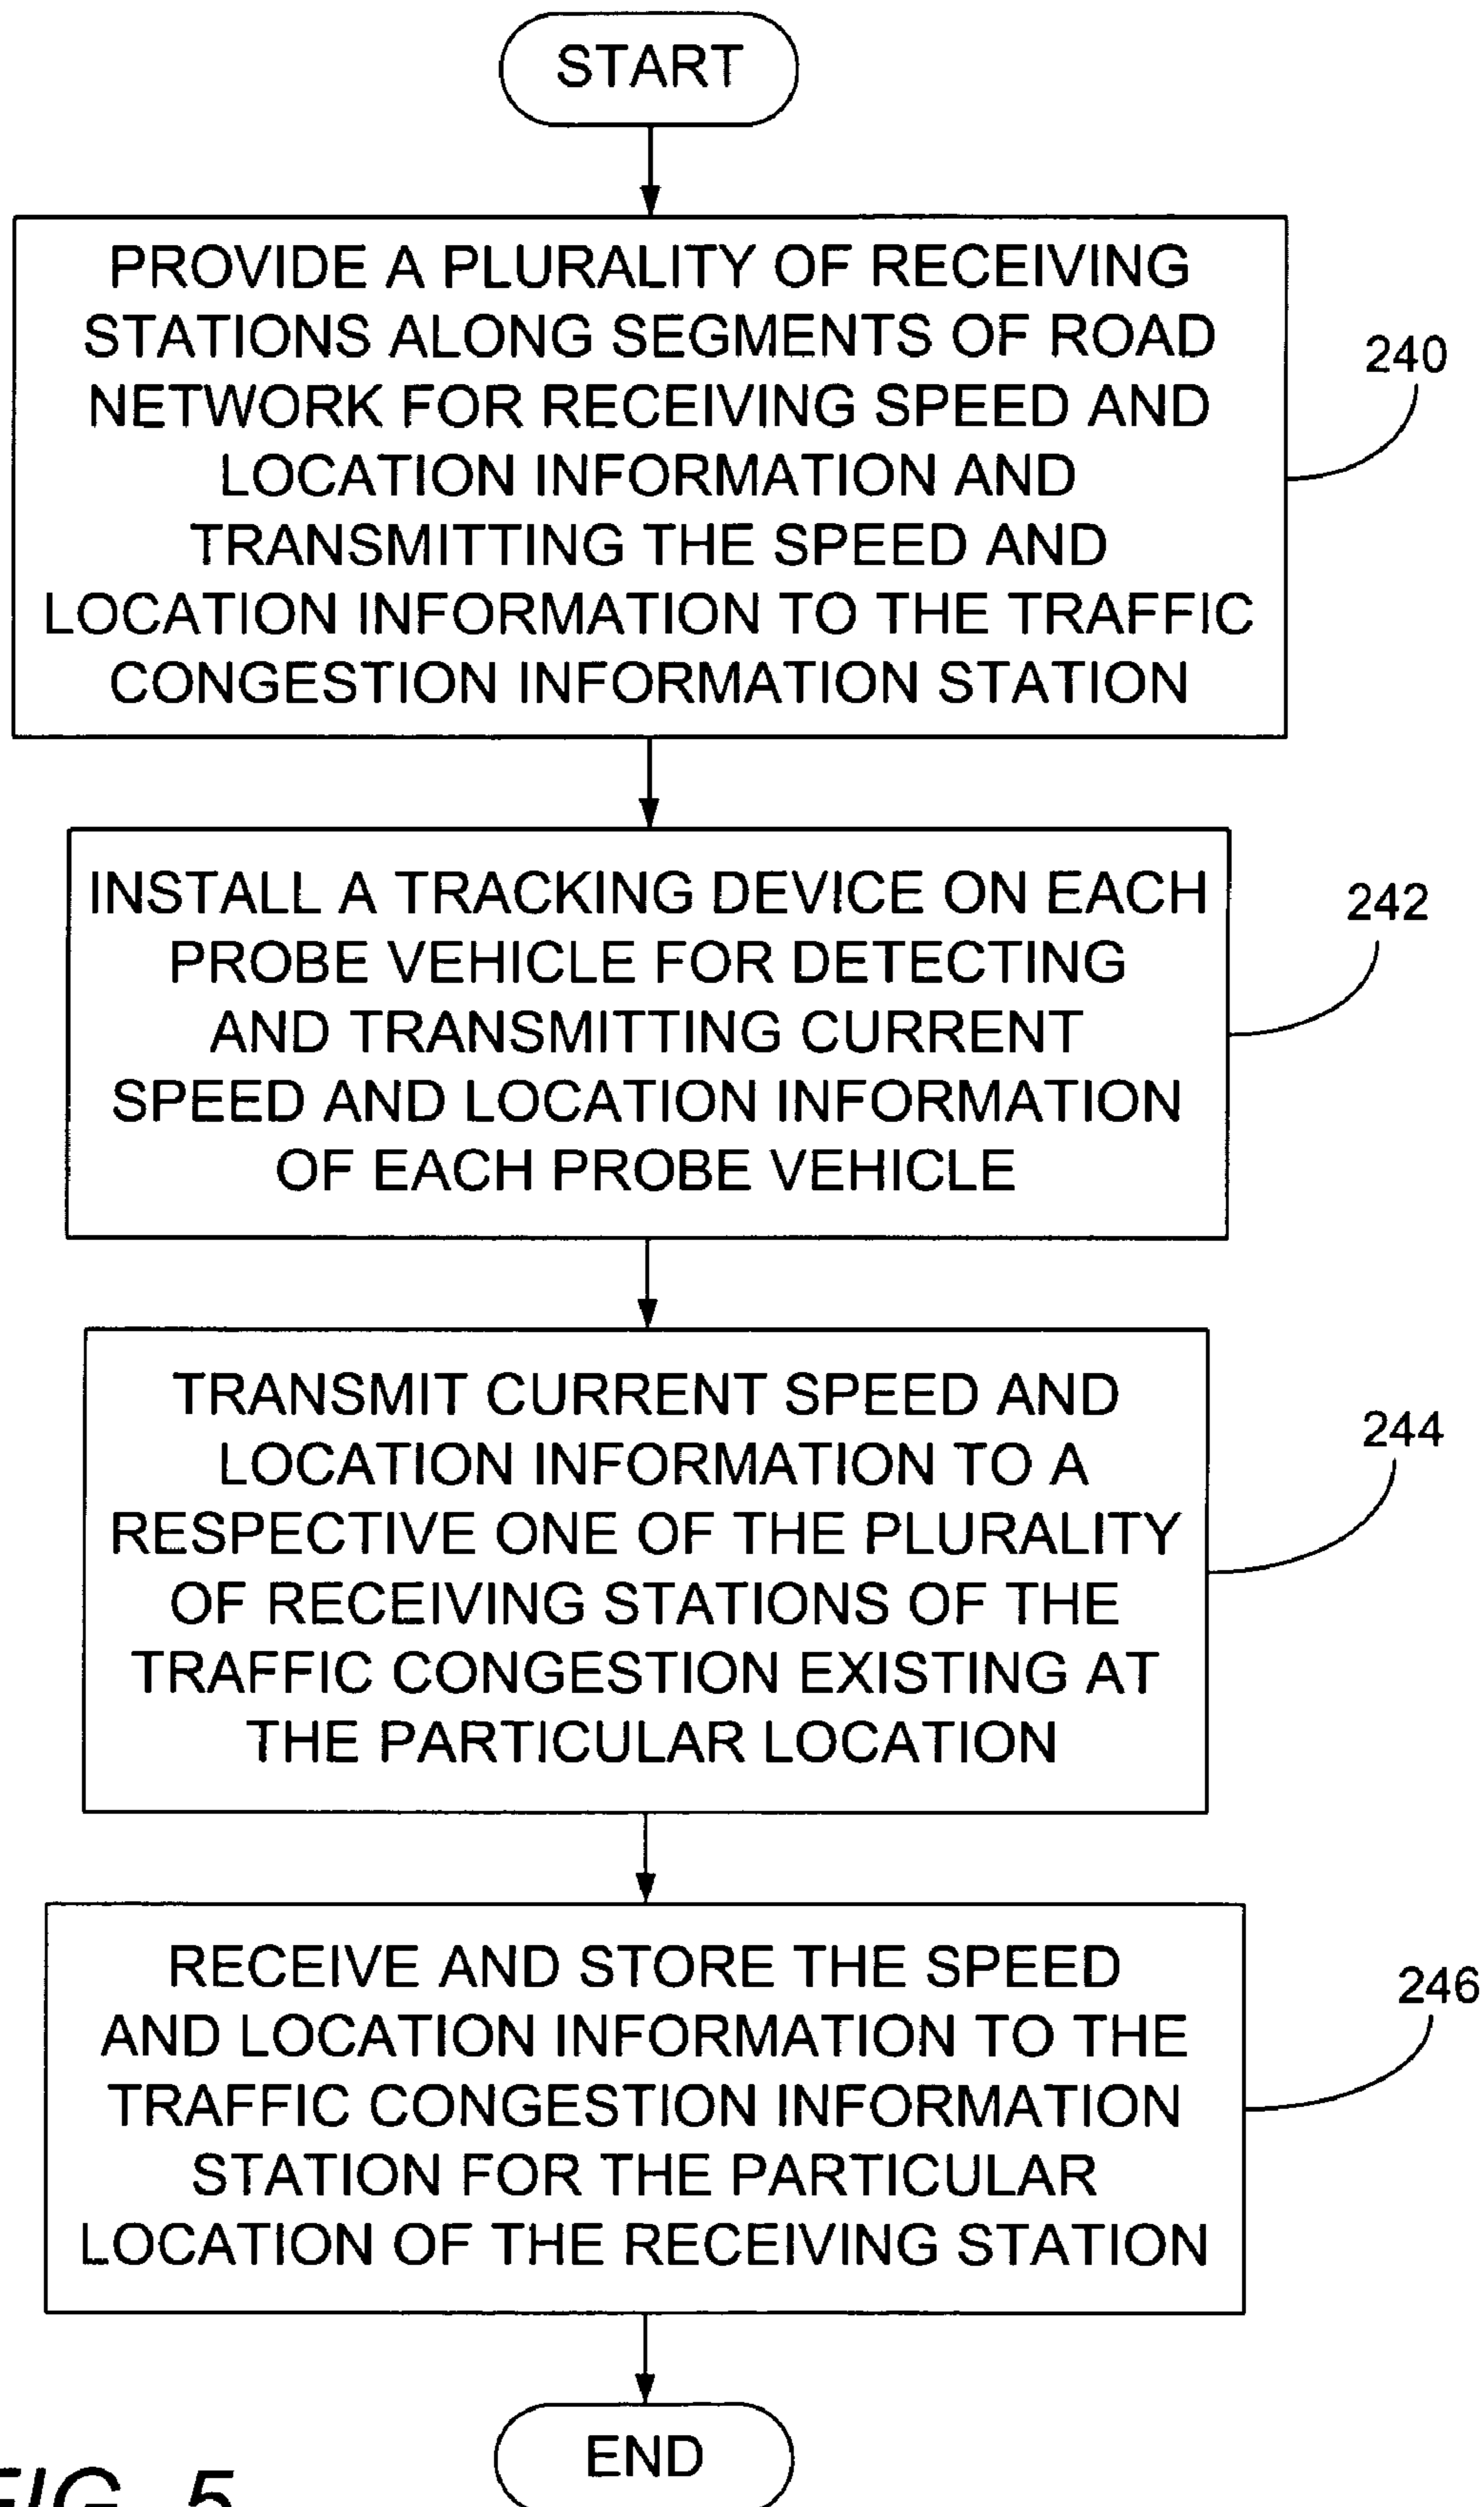 START
PROVIDE A PLURALITY OF RECEIVING
STATIONS ALONG SEGMENTS OF ROAD
NETWORK FOR RECEIVING SPEED AND
LOCATION INFORMATION AND
TRANSMITTING THE SPEED AND
LOCATION INFORMATION TO THE TRAFFIC
CONGESTION INFORMATION STATION
240
INSTALL A TRACKING DEVICE ON EACH
PROBE VEHICLE FOR DETECTING
AND TRANSMITTING CURRENT
SPEED AND LOCATION INFORMATION
OF EACH PROBE VEHICLE
242
TRANSMIT CURRENT SPEED AND
LOCATION INFORMATION TO A
RESPECTIVE ONE OF THE PLURALITY
OF RECEIVING STATIONS OF THE
TRAFFIC CONGESTION EXISTING AT
THE PARTICULAR LOCATION
244
RECEIVE AND STORE THE SPEED
AND LOCATION INFORMATION TO THE
TRAFFIC CONGESTION INFORMATION
STATION FOR THE PARTICULAR
LOCATION OF THE RECEIVING STATION
246
END
FIG. 5